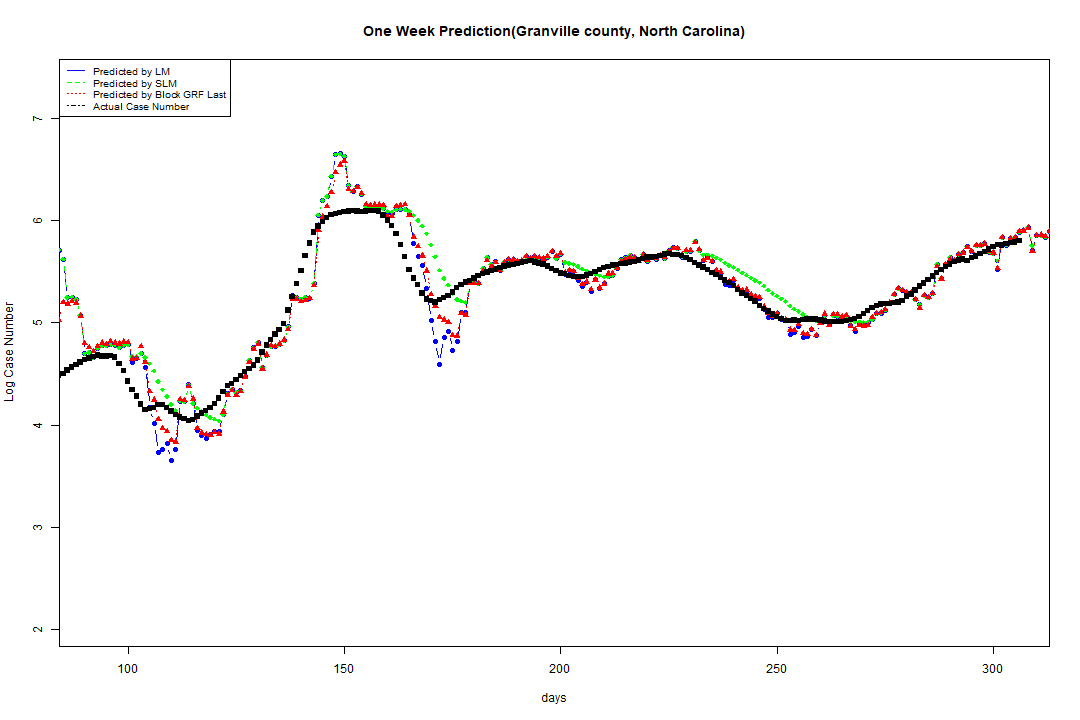 One Week Prediction(Granville county, North Carolina)
Predicted by LM
Predicted by SLM
Predicted by Block GRF Last
Actual Case Number
7
6
5
4
3
2
Log Case Number
100 150 200 250 300
days